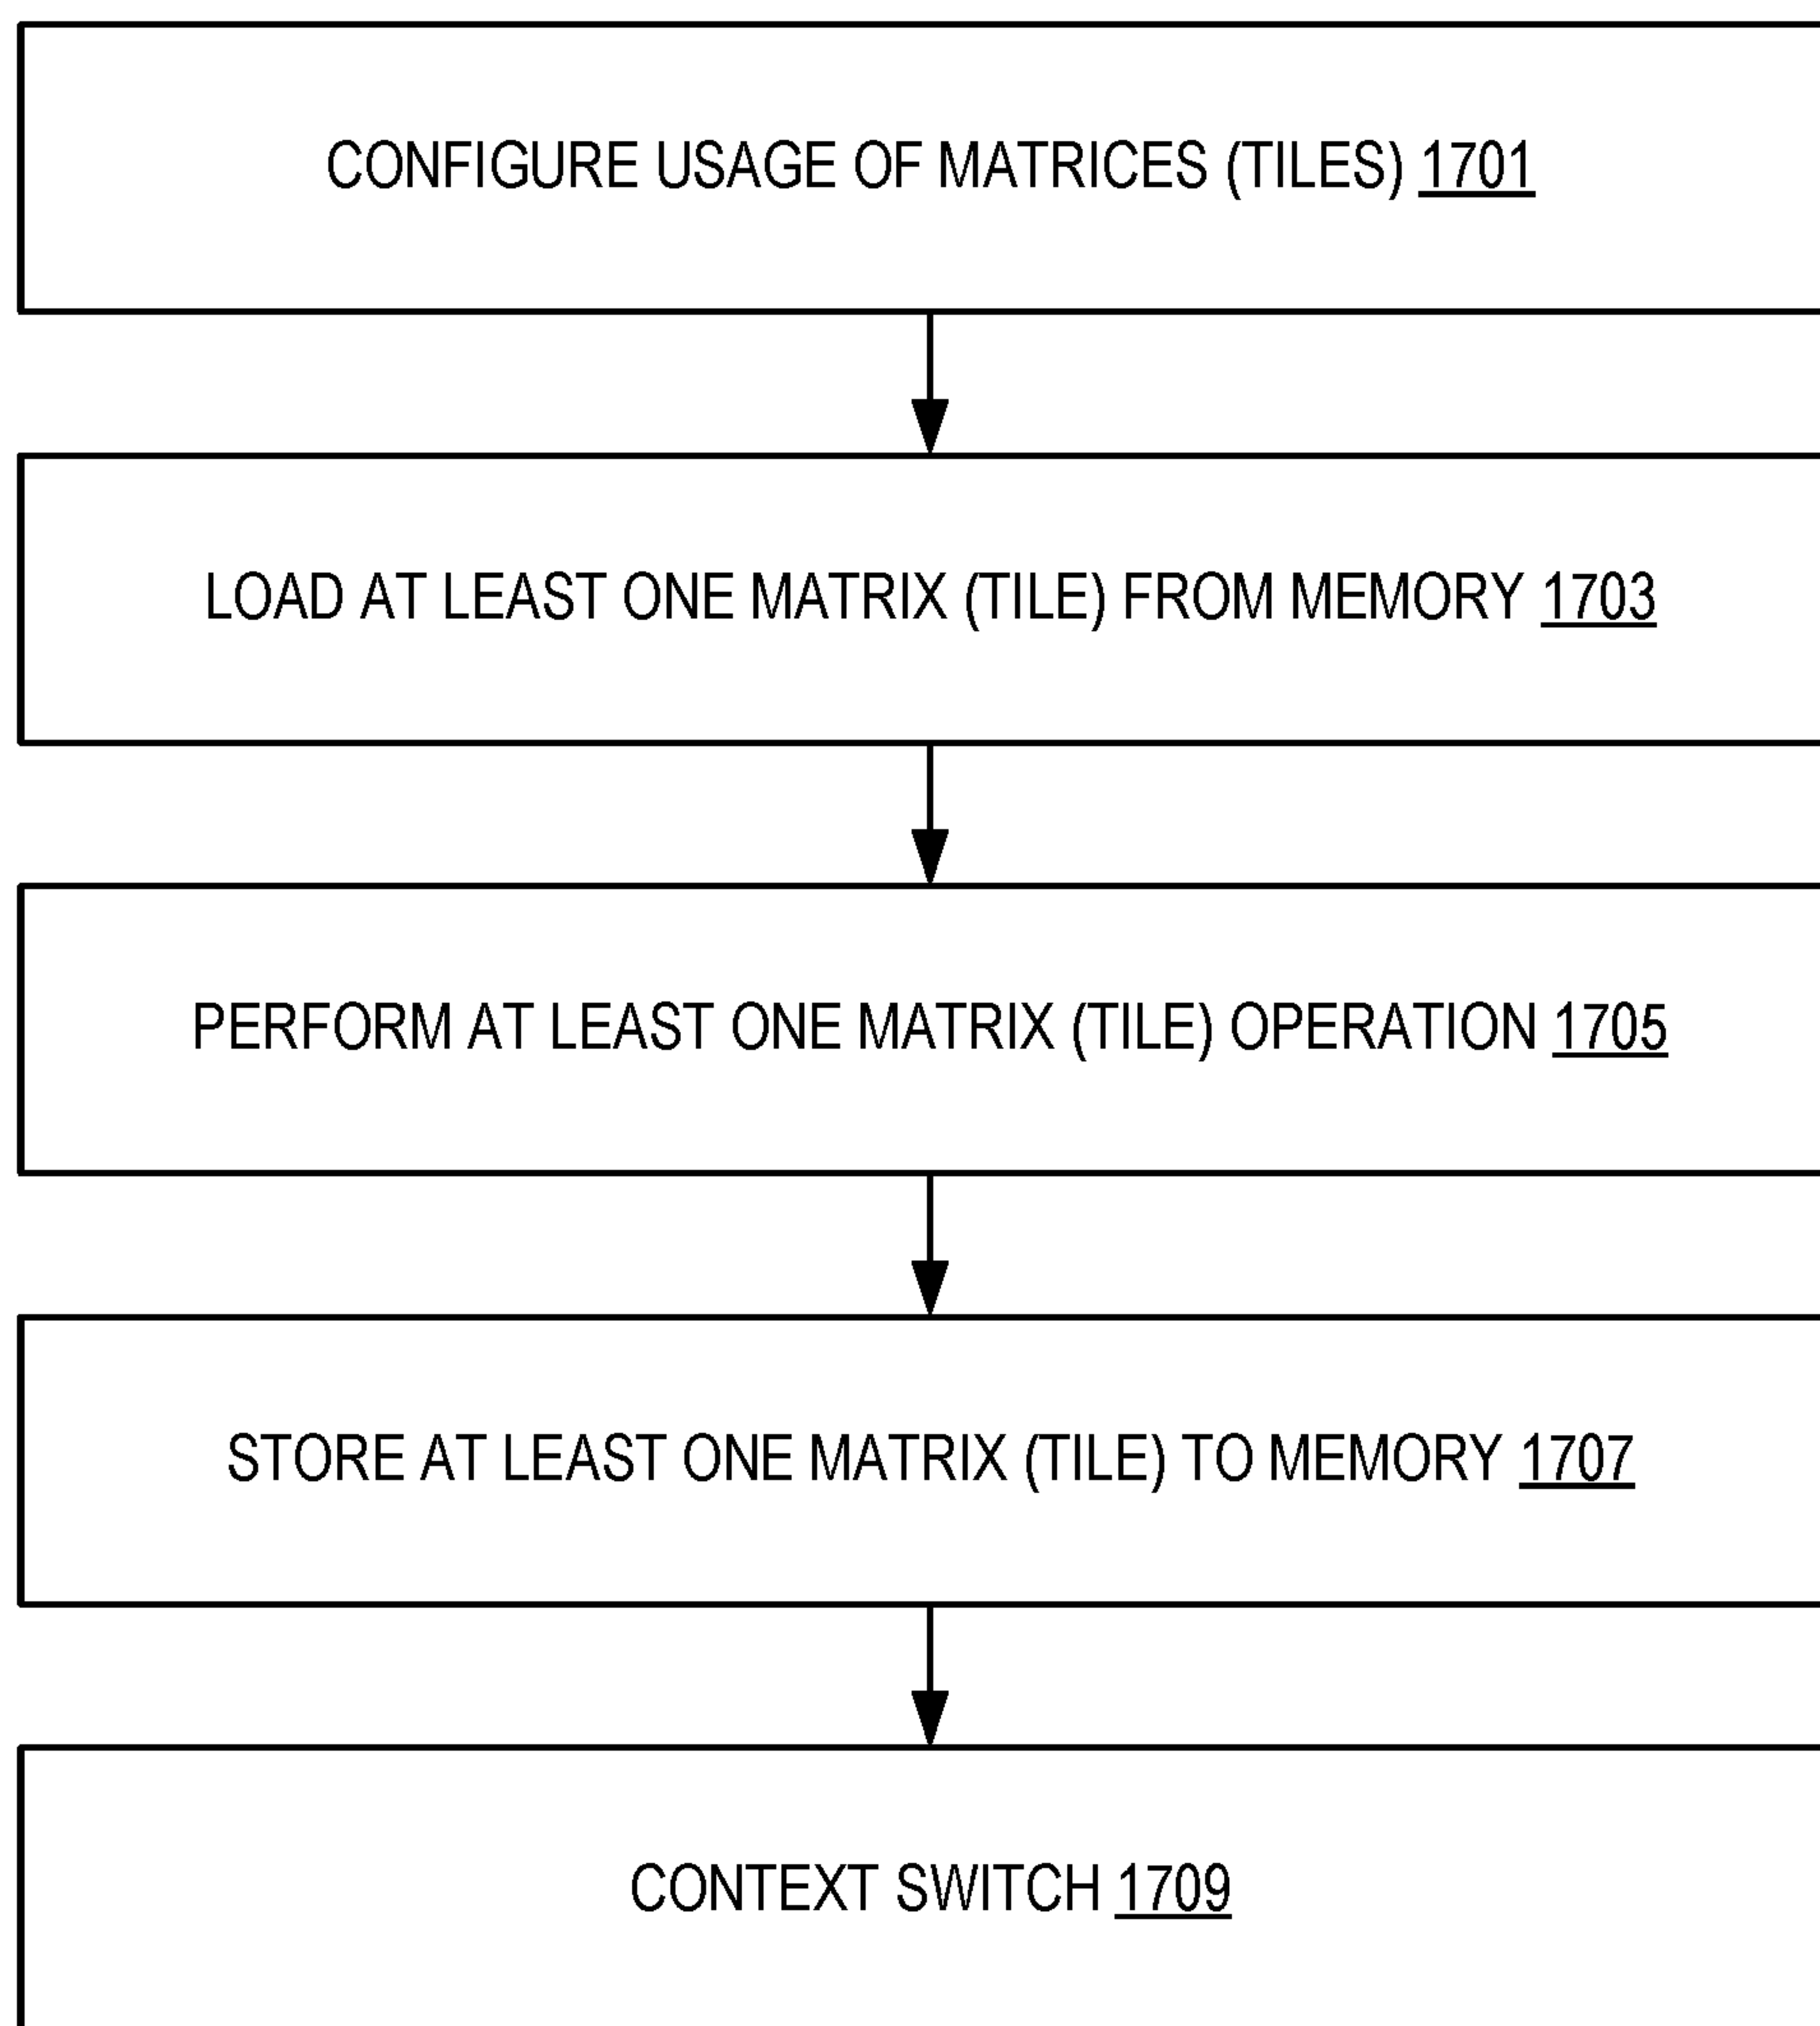 CONFIGURE USAGE OF MATRICES (TILES) 1701
LOAD AT LEAST ONE MATRIX (TILE) FROM MEMORY 1703
PERFORM AT LEAST ONE MATRIX (TILE) OPERATION 1705
STORE AT LEAST ONE MATRIX (TILE) TO MEMORY 1707
CONTEXT SWITCH 1709